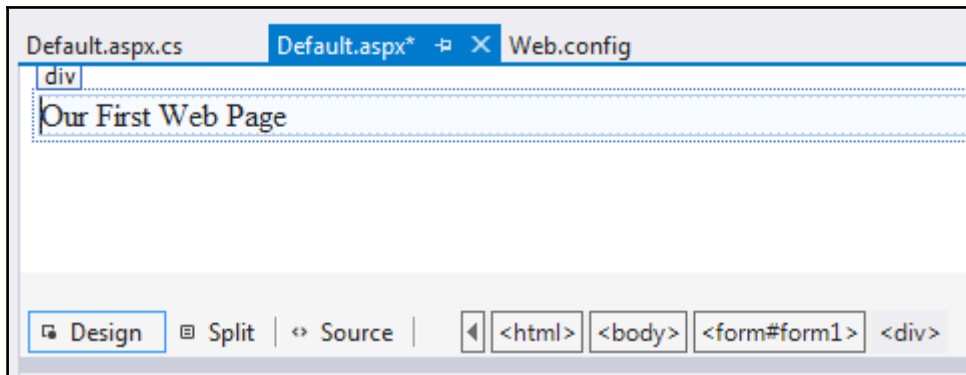 Default.aspx.cs Default.aspx* Web.config
div
Our First Web Page
Design Split Source <html> <body> <form#form1> <div>